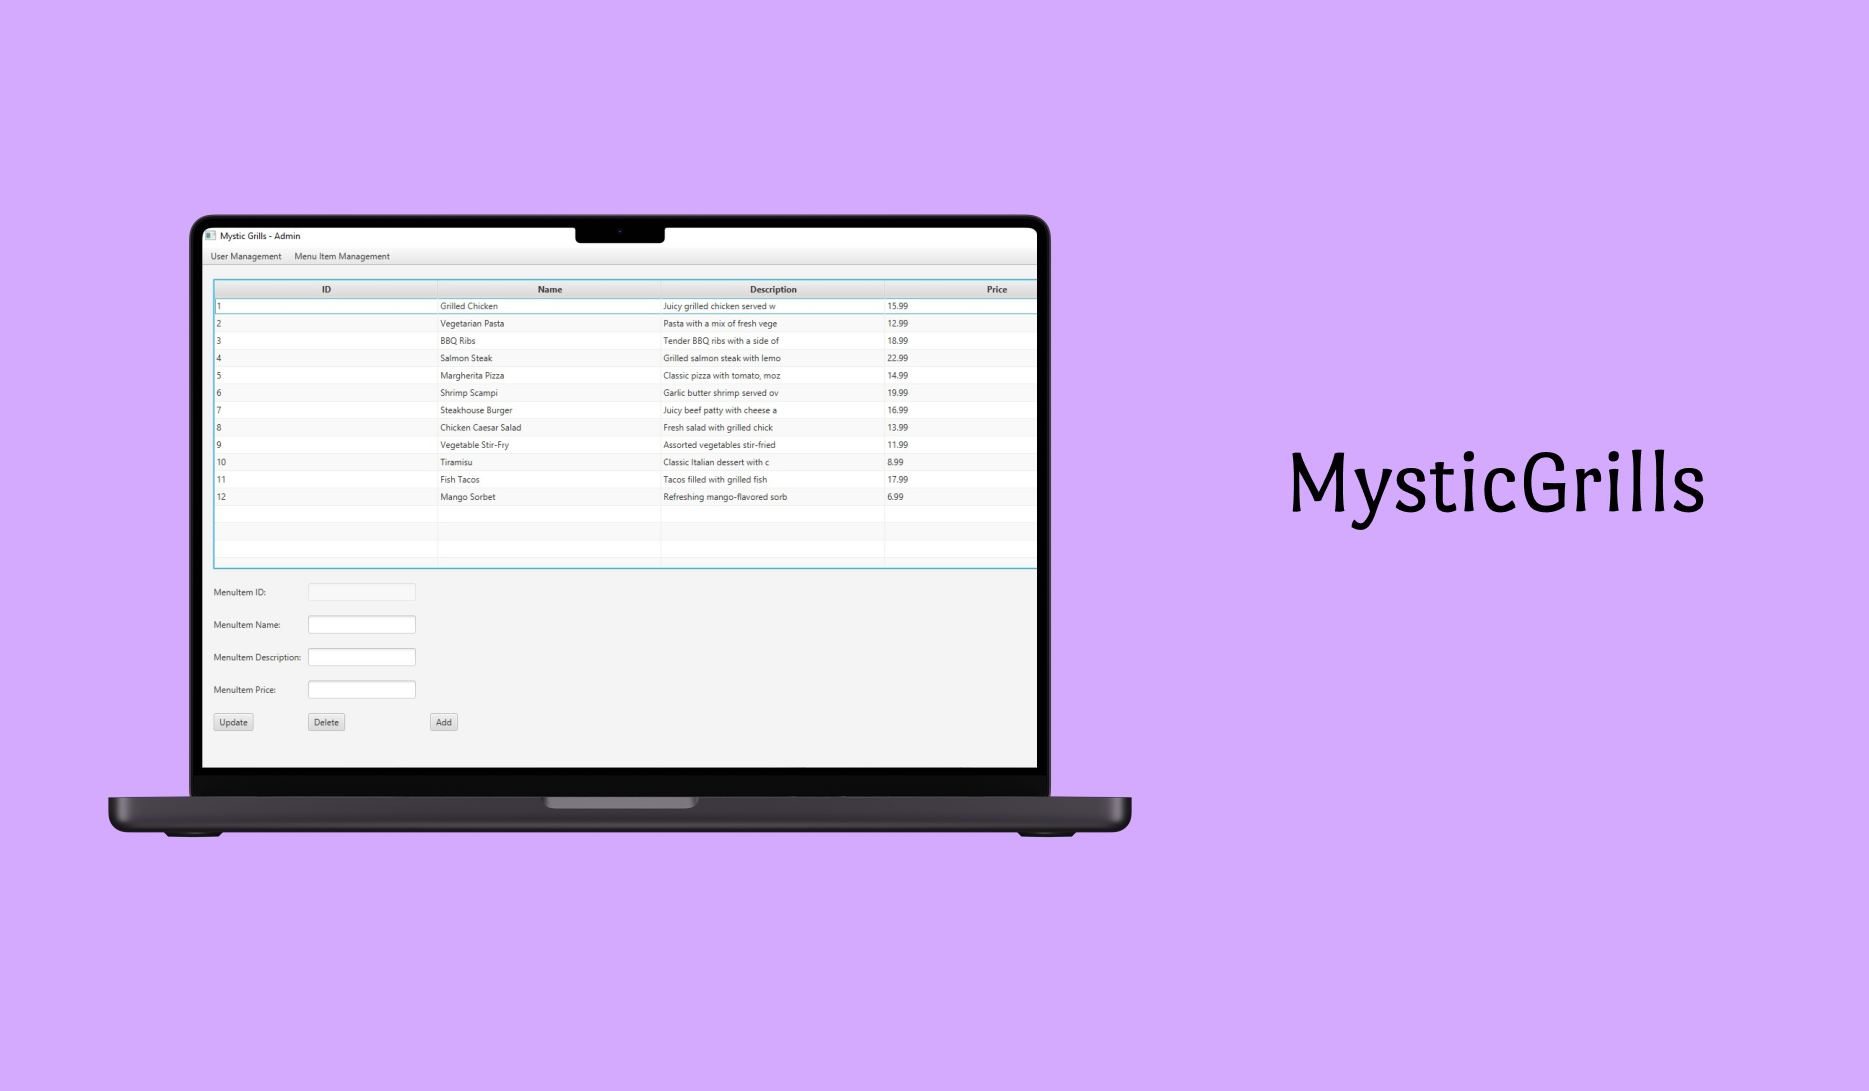 Mystic Grills - Admin
User Management Menu Item Management
ID Name Description Price
1 Grilled Chicken Juicy grilled chicken served w 15.99
2 Vegetarian Pasta Pasta with a mix of fresh vege 12.99
3 BBQ Ribs Tender BBQ ribs with a side of 18.99
4 Salmon Steak Grilled salmon steak with lemo 22.99
5 Margherita Pizza Classic pizza with tomato, moz 14.99
6 Shrimp Scampi Garlic butter shrimp served ov 19.99
7 Steakhouse Burger Juicy beef patty with cheese a 16.99
8 Chicken Caesar Salad Fresh salad with grilled chick 13.99
9 Vegetable Stir-Fry Assorted vegetables stir-fried 11.99
10 Tiramisu Classic Italian dessert with c 8.99
11 Fish Tacos Tacos filled with grilled fish 17.99
12 Mango Sorbet Refreshing mango-flavored sorb 6.99
MenuItem ID:
MenuItem Name:
MenuItem Description:
MenuItem Price:
Update Delete Add
MysticGrills